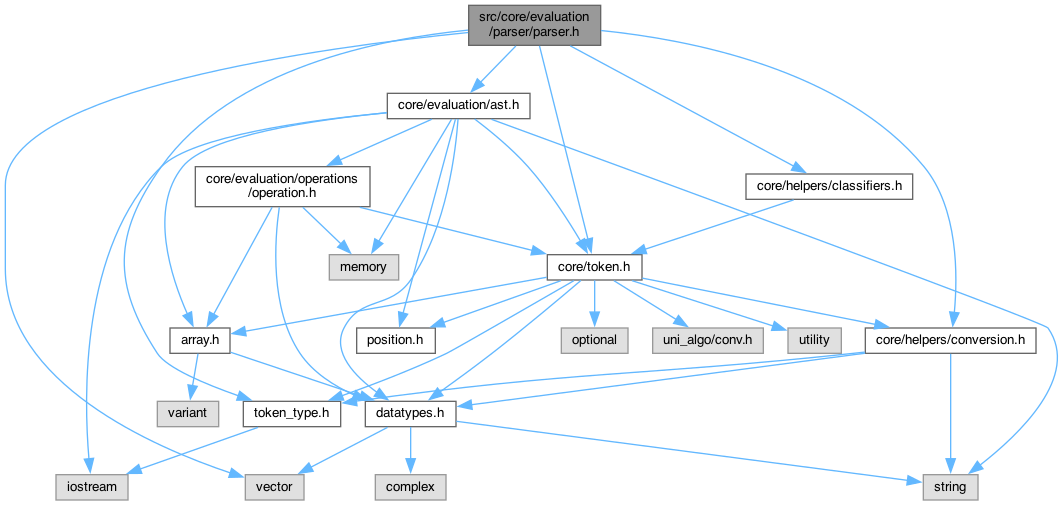 src/core/evaluation
/parser/parser.h
core/evaluation/ast.h
core/evaluation/operations
/operation.h
core/helpers/classifiers.h
memory
core/token.h
array.h
position.h
optional
uni_algo/conv.h
utility
core/helpers/conversion.h
variant
token_type.h
datatypes.h
iostream
vector
complex
string